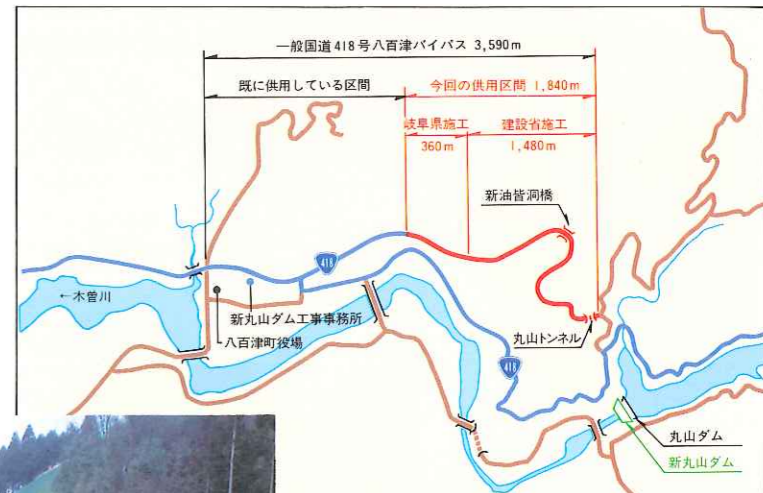 一般国道418号八百津バイパス 3,590m
既に供用している区間
今回の供用区間 1,840m
岐阜県施工
360m
建設省施工
1,480m
新油皆洞橋
418
←木曽川
新丸山ダム工事事務所
八百津町役場
丸山トンネル
418
丸山ダム
新丸山ダム